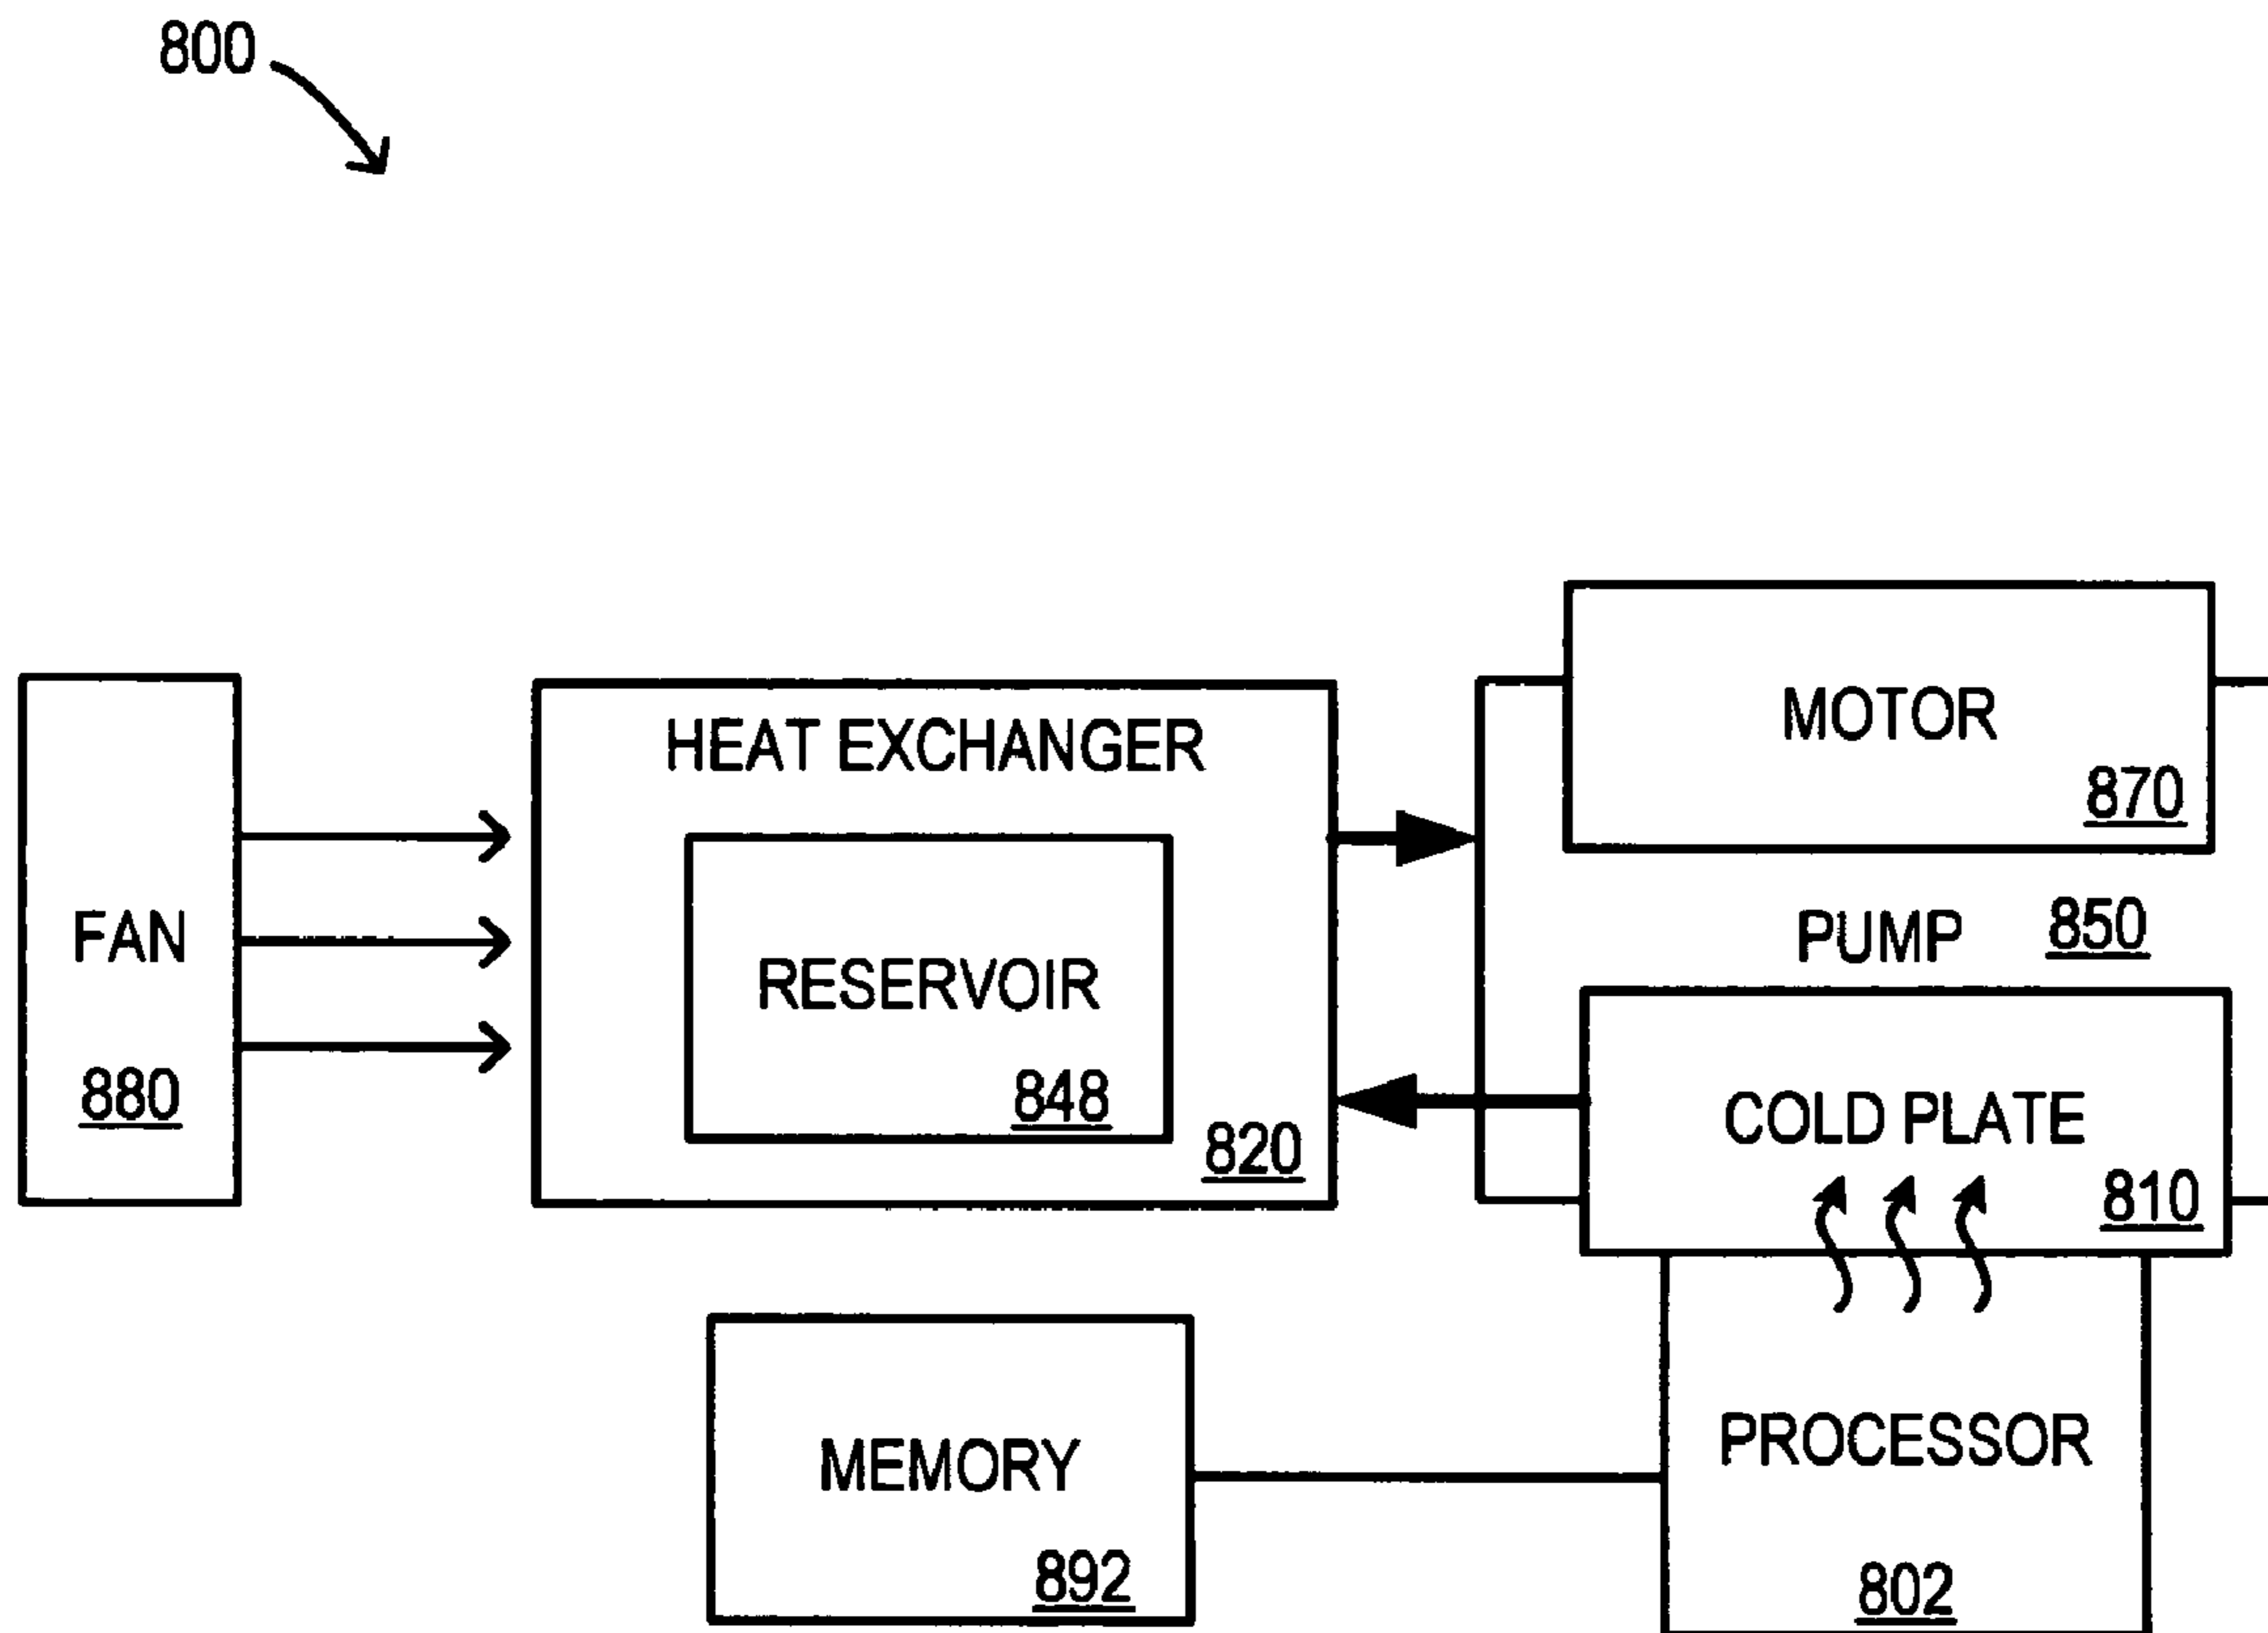 800
MOTOR
870
HEAT EXCHANGER
FAN
880
RESERVOIR
848
820
PUMP 850
COLD PLATE
810
MEMORY
892
PROCESSOR
802